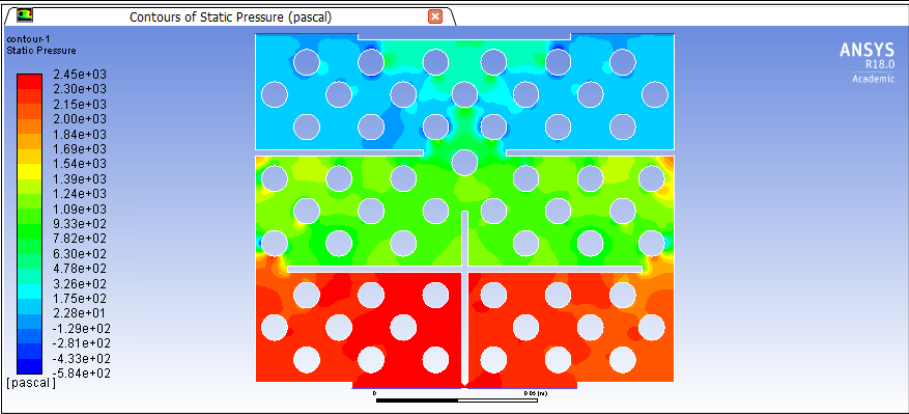 Contours of Static Pressure (pascal)
contour-1
Static Pressure
ANSYS
R18.0
Academic
2.45e+03
2.30e+03
2.15e+03
2.00e+03
1.84e+03
1.69e+03
1.54e+03
1.39e+03
1.24e+03
1.09e+03
9.33e+02
7.82e+02
6.30e+02
4.78e+02
3.26e+02
1.75e+02
2.28e+01
-1.29e+02
-2.81e+02
-4.33e+02
-5.84e+02
[pascal]
0